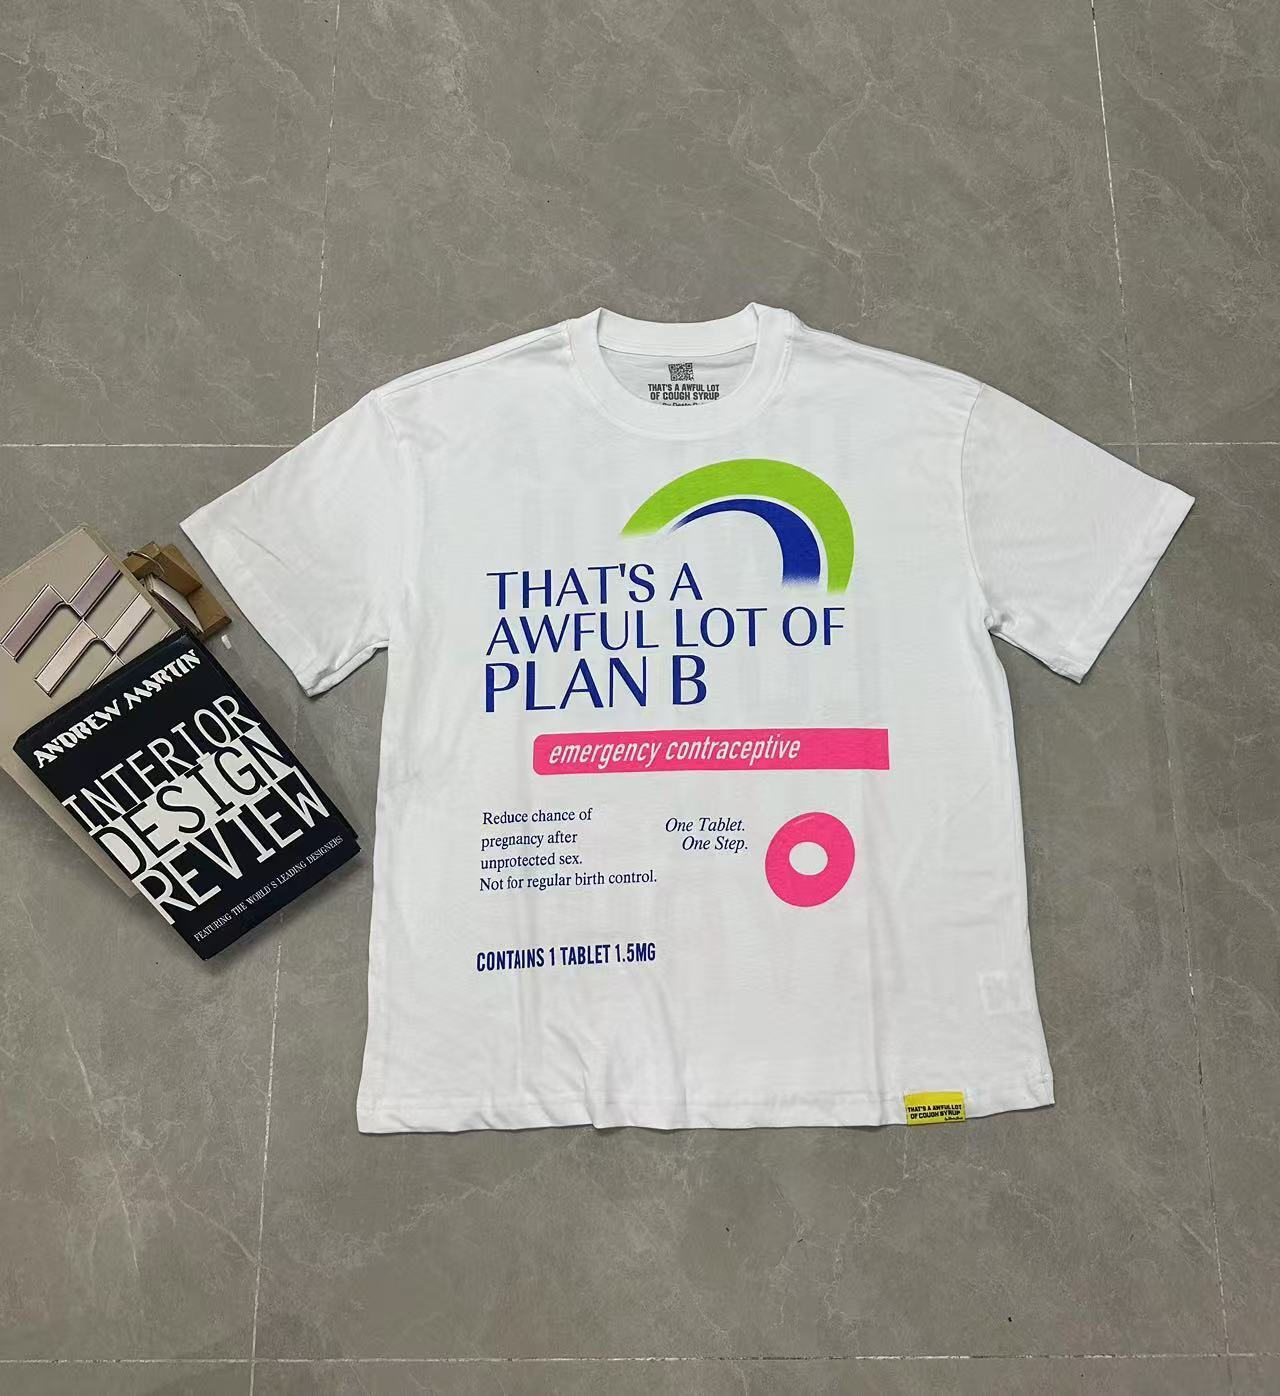 THAT'S A AWFUL LOT
OF COUGH SYRUP
THAT'S A
AWFUL LOT OF
PLAN B
emergency contraceptive
Reduce chance of
pregnancy after
unprotected sex.
Not for regular birth control.
One Tablet.
One Step.
CONTAINS 1 TABLET 1.5MG
THAT'S A AWFUL LOT
OF COUGH SYRUP
ANDREW MARTIN
INTERIOR
DESIGN
REVIEW
FEATURING THE WORLD'S LEADING DESIGNERS